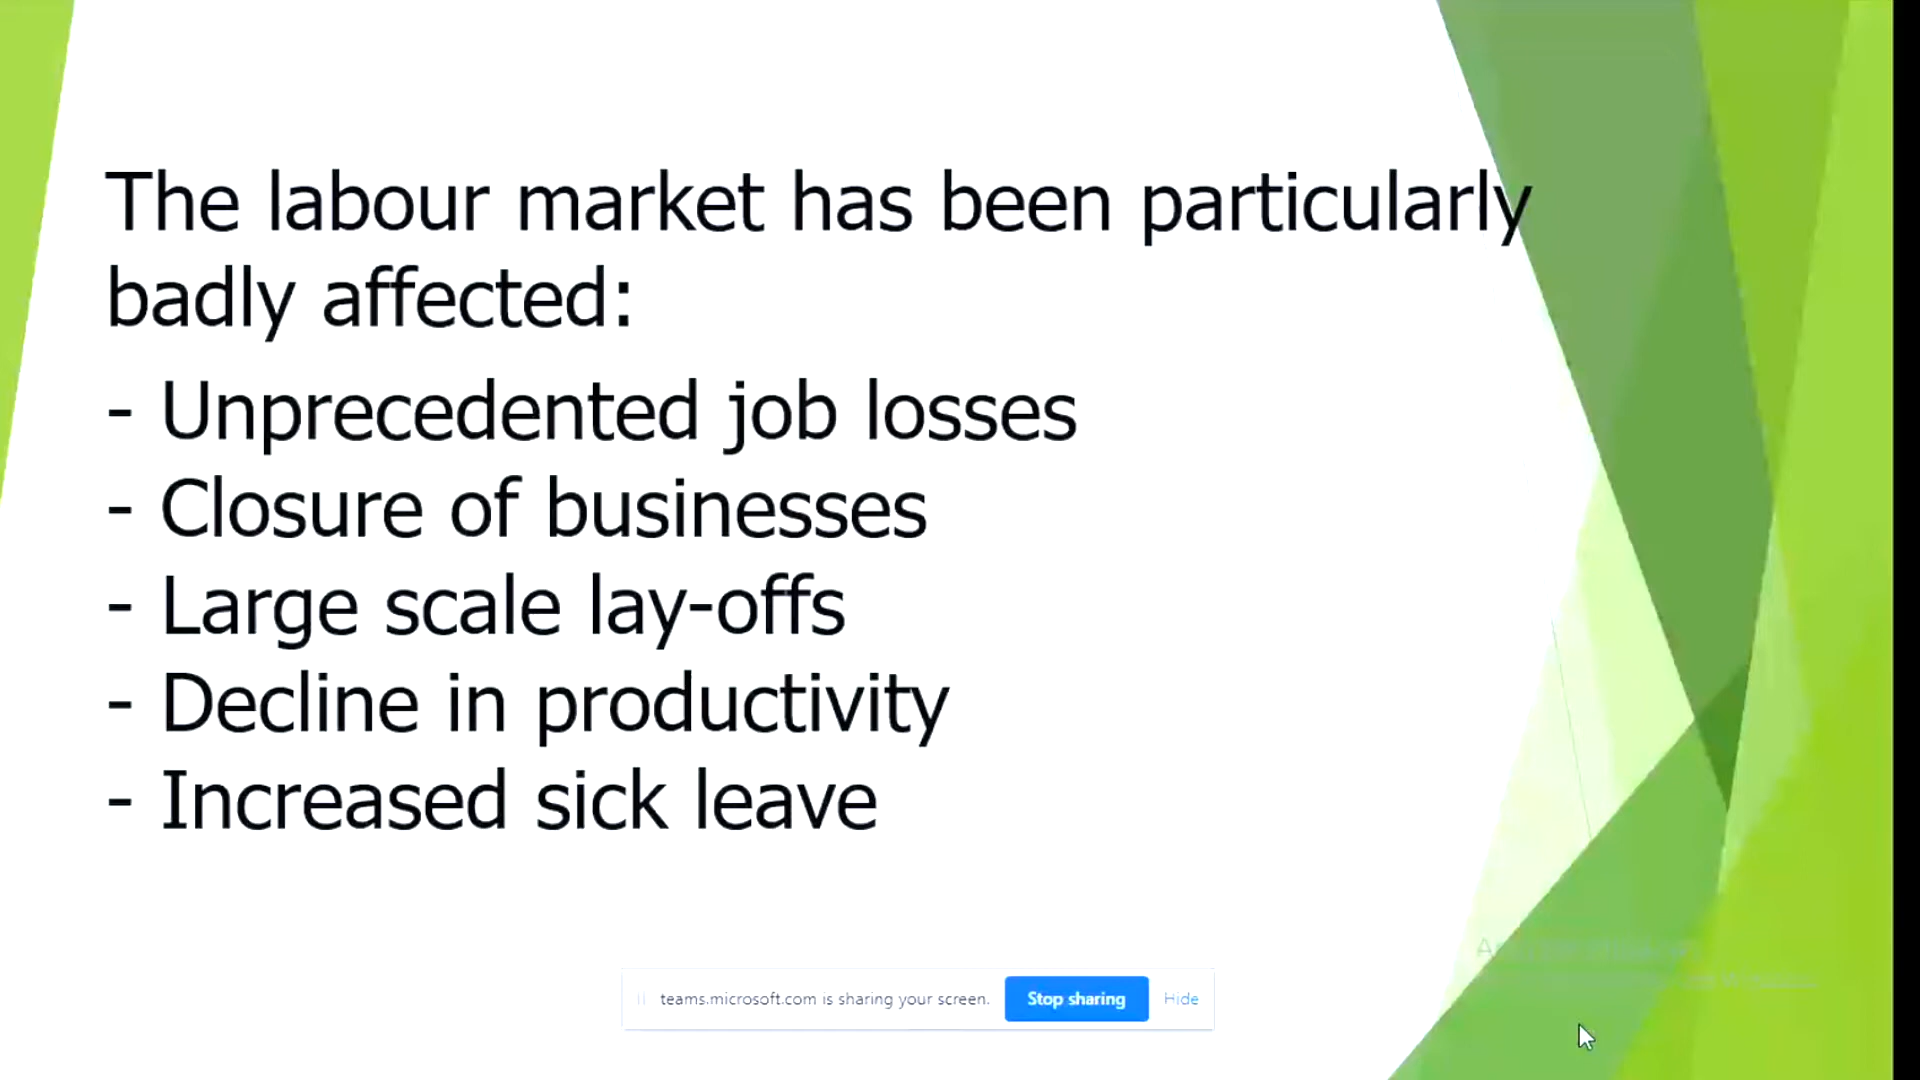 The labour market has been particularly
badly affected:
- Unprecedented job losses
- Closure of businesses
- Large scale lay-offs
- Decline in productivity
- Increased sick leave
teams.microsoft.com is sharing your screen. Stop sharing Hide